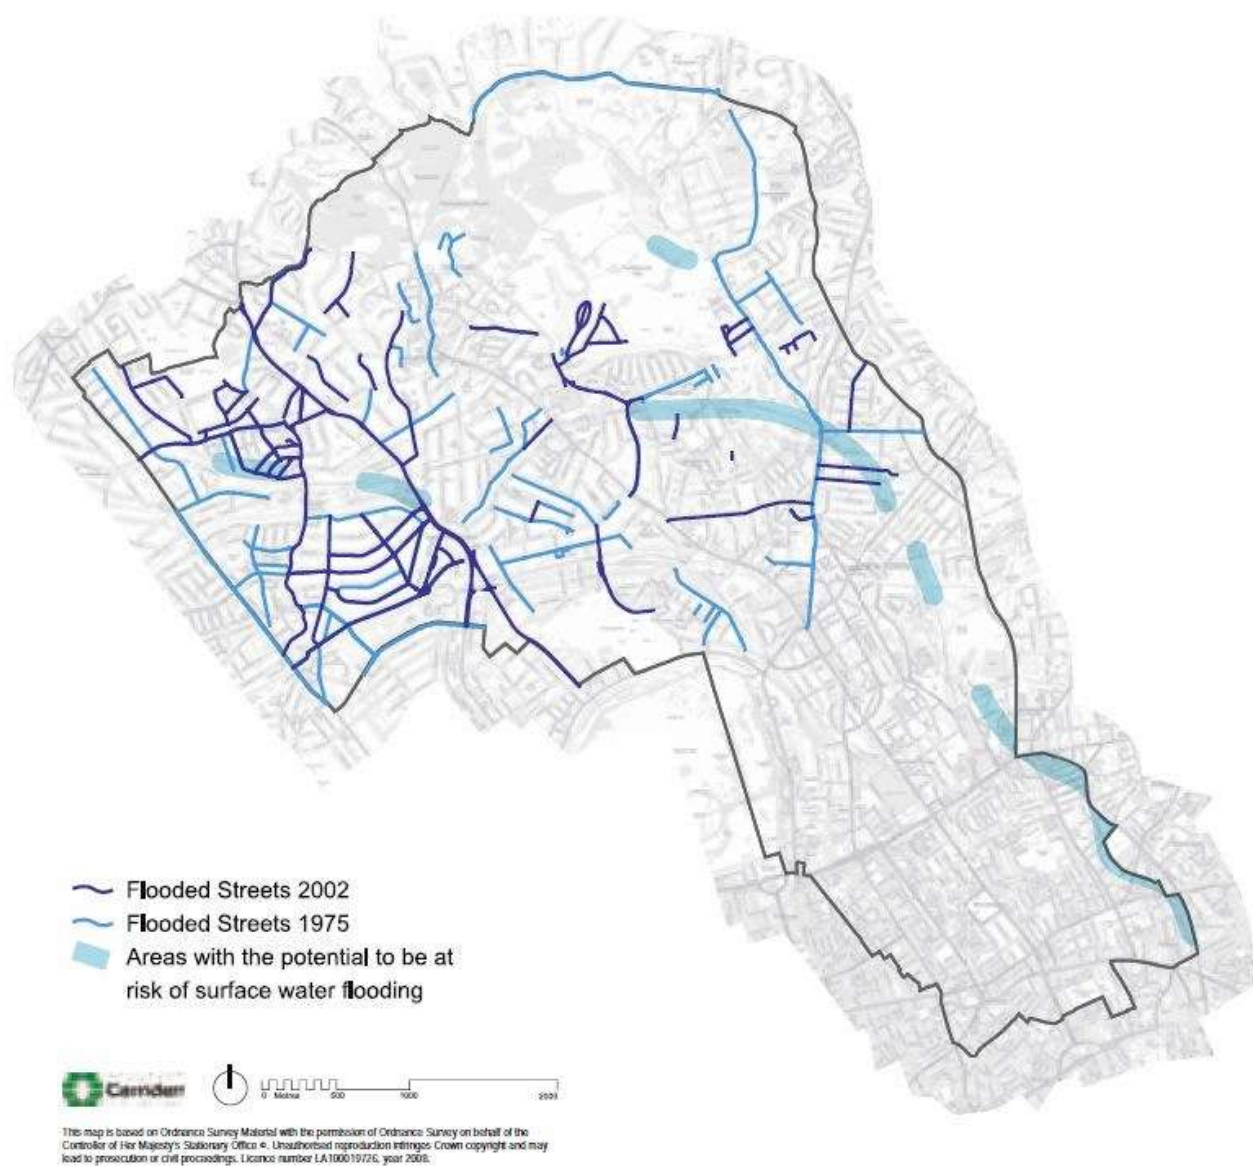 Flooded Streets 2002
Flooded Streets 1975
Areas with the potential to be at
risk of surface water flooding
Camden
0 Metres 500 1000 2000
This map is based on Ordnance Survey Material with the permission of Ordnance Survey on behalf of the
Controller of Her Majesty's Stationary Office ©. Unauthorised reproduction infringes Crown copyright and may
lead to prosecution or civil proceedings. Licence number LA100019726, year 2008.